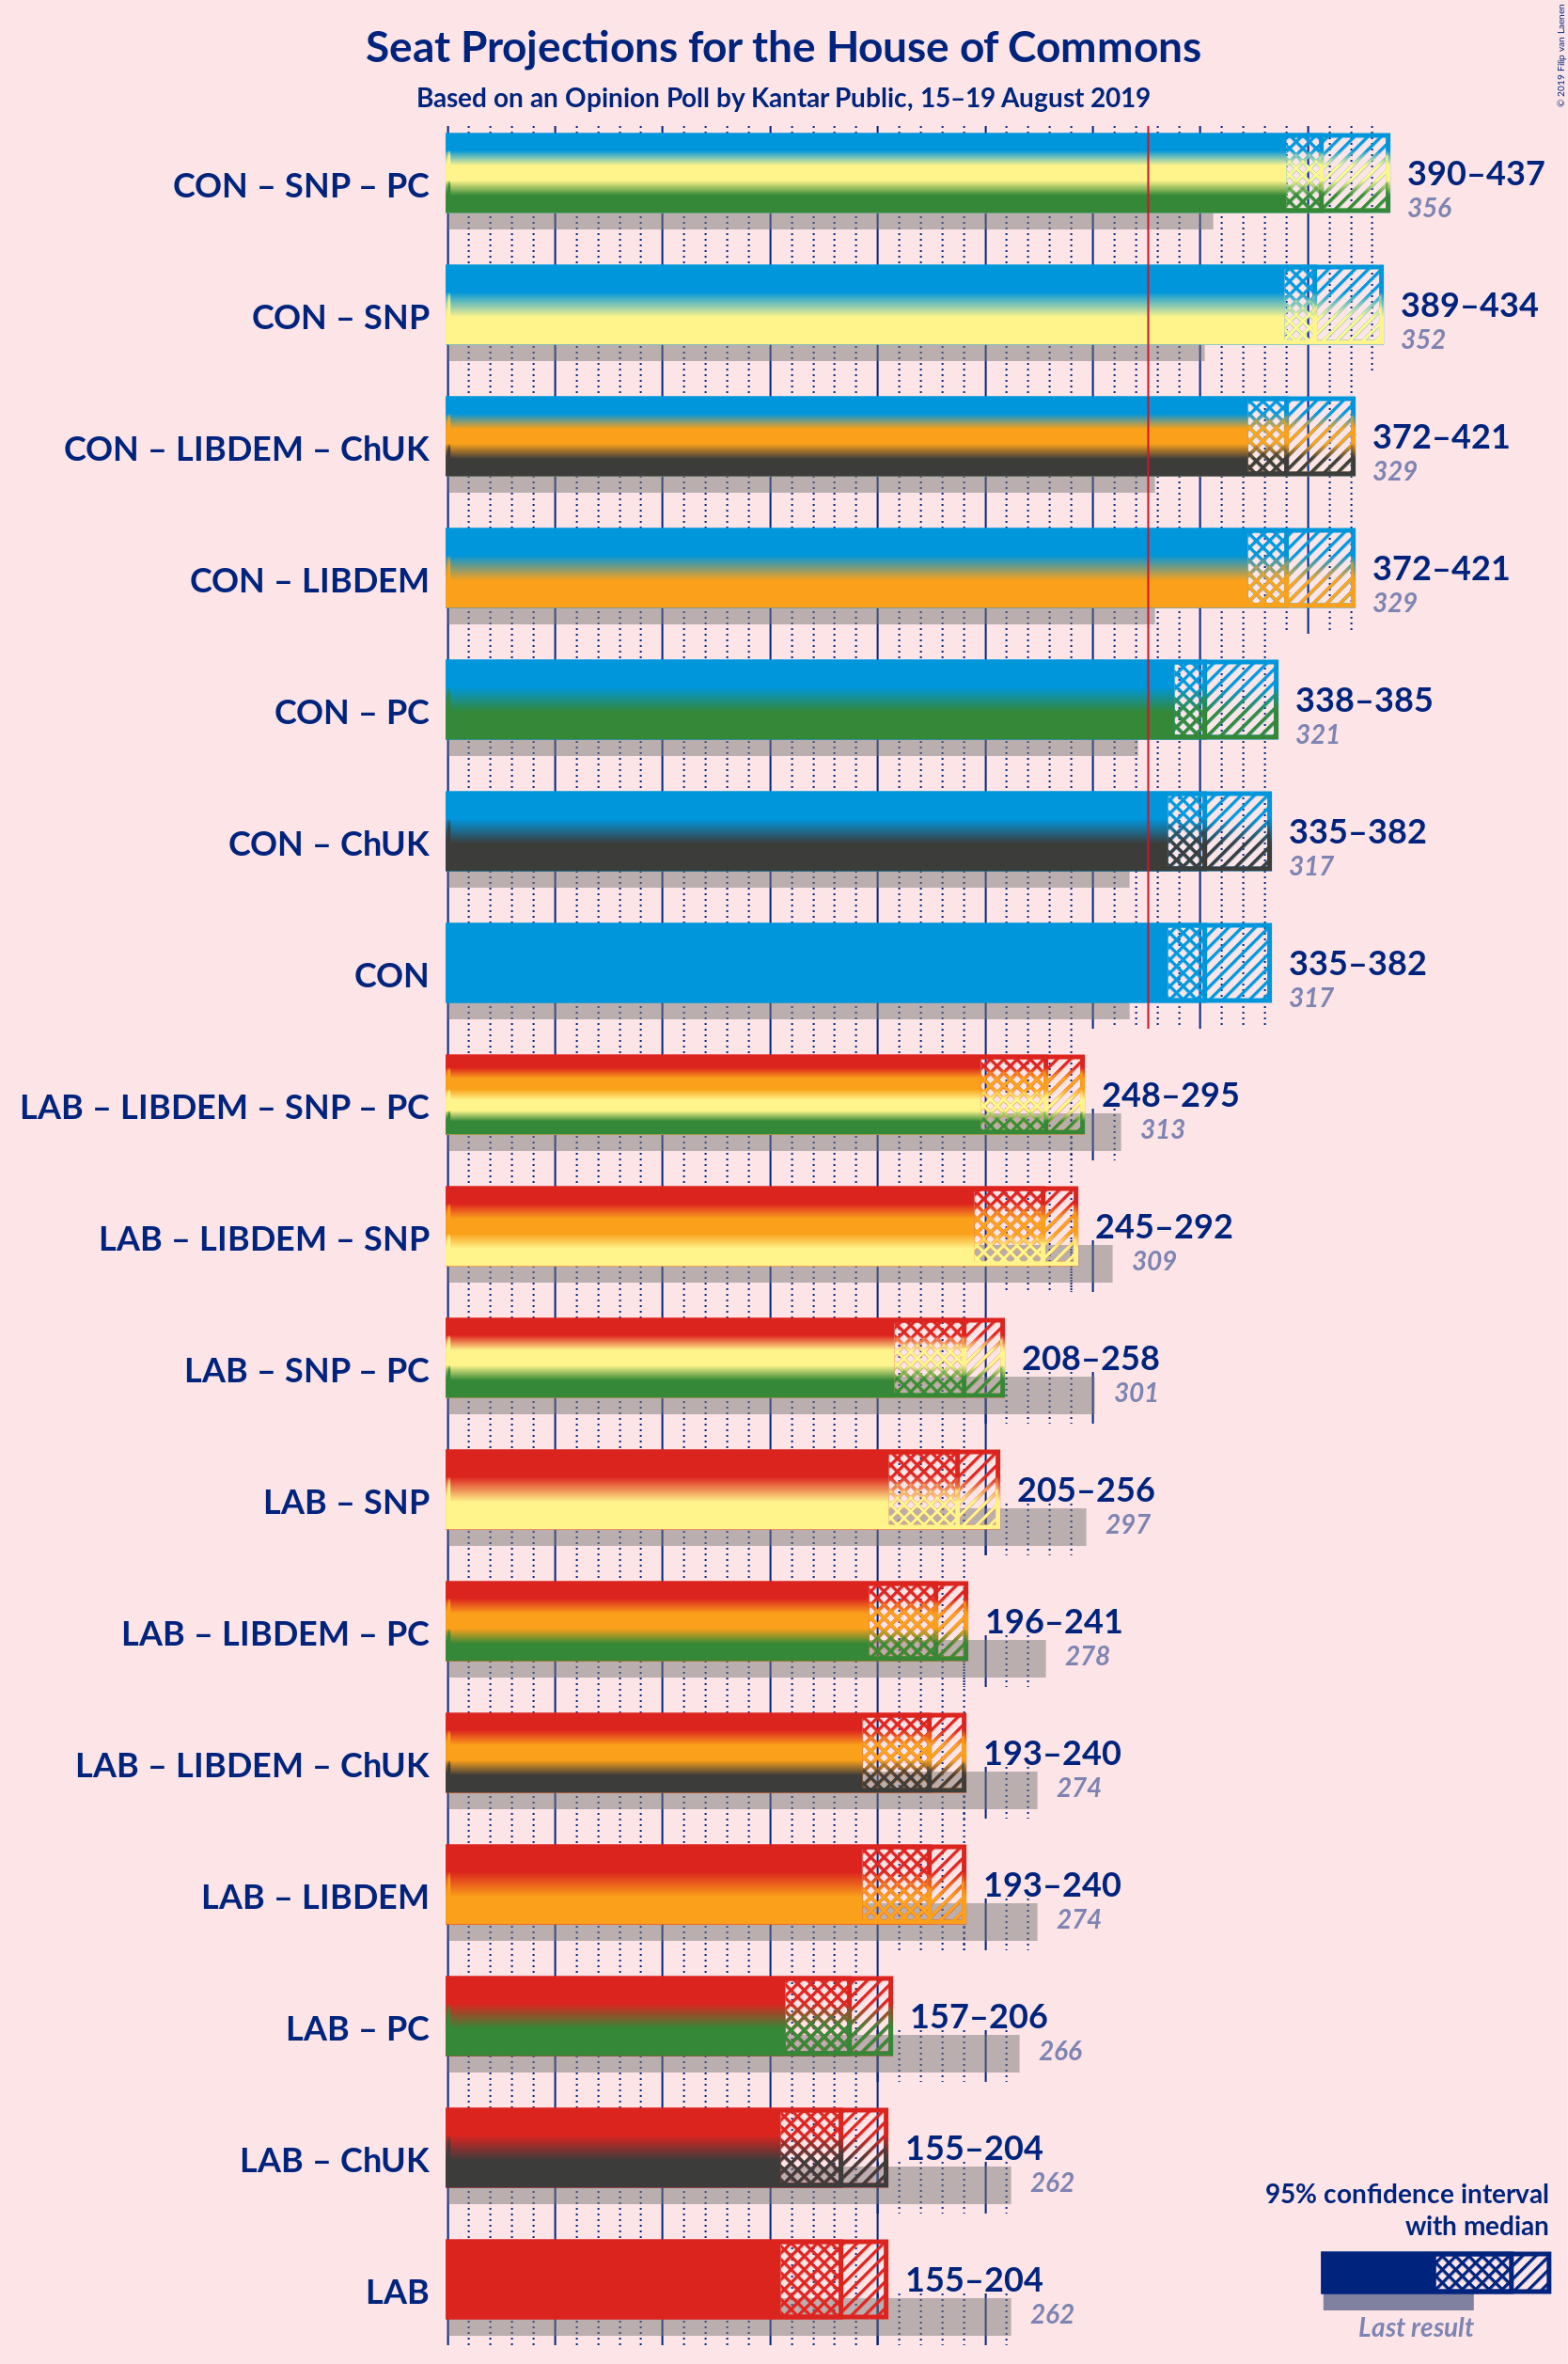 Seat Projections for the House of Commons
Based on an Opinion Poll by Kantar Public, 15–19 August 2019
© 2019 Filip van Laenen
CON – SNP – PC
390–437
356
CON – SNP
389–434
352
CON – LIBDEM – ChUK
372–421
329
CON – LIBDEM
372–421
329
CON – PC
338–385
321
CON – ChUK
335–382
317
CON
335–382
317
LAB – LIBDEM – SNP – PC
248–295
313
LAB – LIBDEM – SNP
245–292
309
LAB – SNP – PC
208–258
301
LAB – SNP
205–256
297
LAB – LIBDEM – PC
196–241
278
LAB – LIBDEM – ChUK
193–240
274
LAB – LIBDEM
193–240
274
LAB – PC
157–206
266
LAB – ChUK
155–204
262
LAB
155–204
262
95% confidence interval
with median
Last result